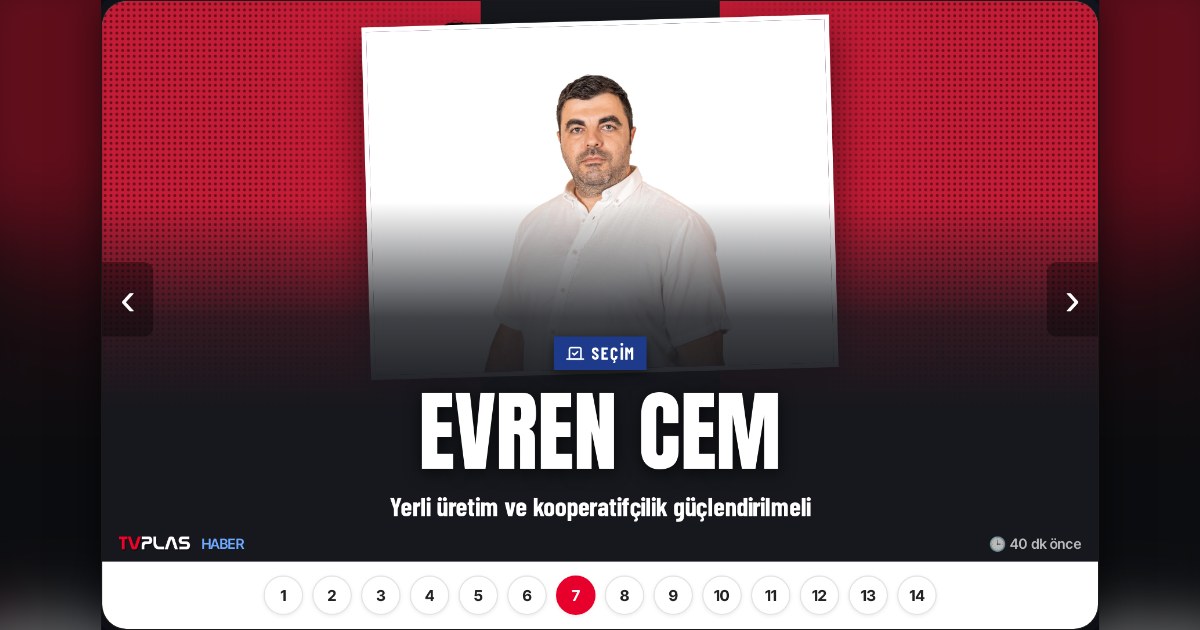 SEÇİM
EVREN CEM
Yerli üretim ve kooperatifçilik güçlendirilmeli
TVPLAS HABER
40 dk önce
1 2 3 4 5 6 7 8 9 10 11 12 13 14